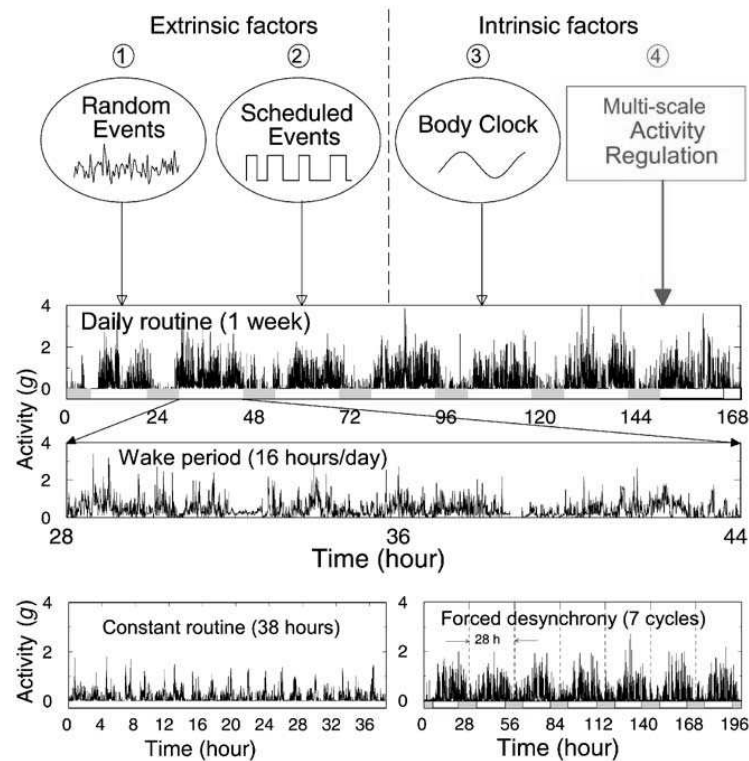 Extrinsic factors
Intrinsic factors
1
2
3
4
Random
Events
Scheduled
Events
Body Clock
Multi-scale
Activity
Regulation
Activity (g)
4
2
0
Daily routine (1 week)
0 24 48 72 96 120 144 168
4
2
0
Wake period (16 hours/day)
28 36 44
Time (hour)
Activity (g)
4
2
0
Constant routine (38 hours)
0 4 8 12 16 20 24 28 32 36
Time (hour)
4
2
0
Forced desynchrony (7 cycles)
28 h
0 28 56 84 112 140 168 196
Time (hour)